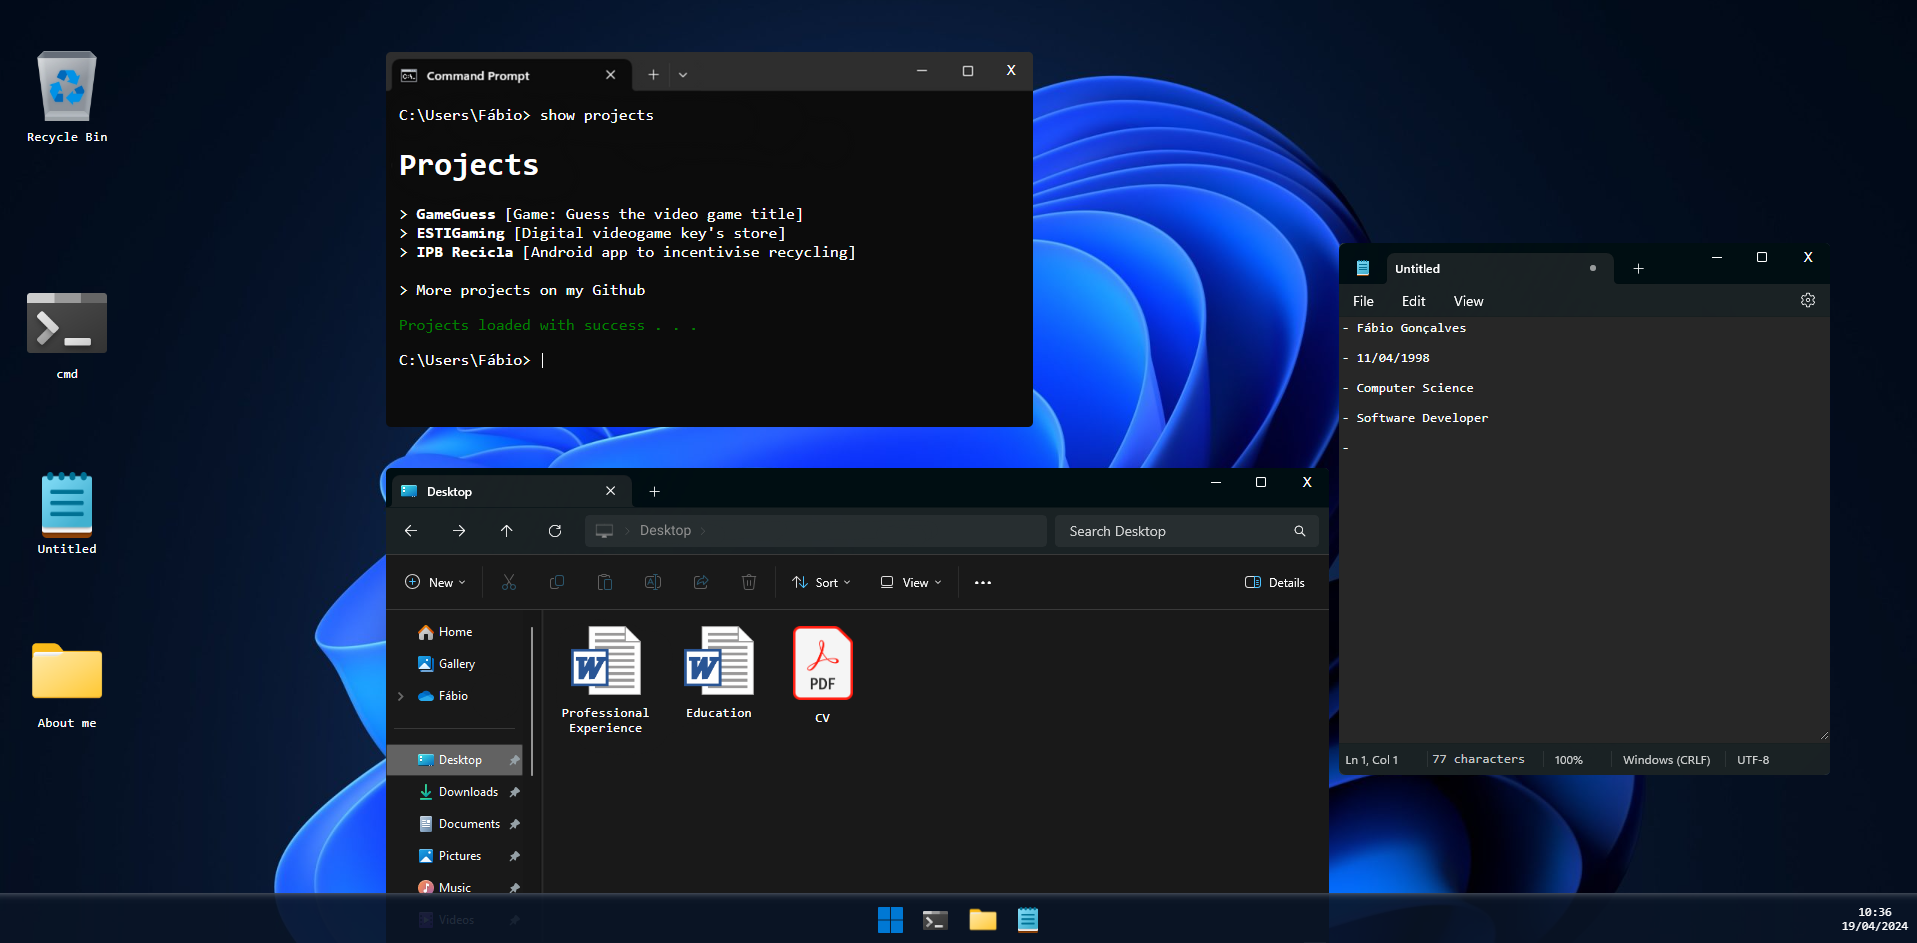 Recycle Bin
cmd
Untitled
About me
Command Prompt
C:\Users\Fábio> show projects
Projects
> GameGuess [Game: Guess the video game title]
> ESTIGaming [Digital videogame key's store]
> IPB Recicla [Android app to incentivise recycling]
> More projects on my Github
Projects loaded with success . . .
C:\Users\Fábio>
Desktop
Desktop
Search Desktop
New
Sort
View
Details
Home
Gallery
Fábio
Desktop
Downloads
Documents
Pictures
Music
Videos
Professional
Experience
Education
PDF
CV
Untitled
File Edit View
- Fábio Gonçalves
- 11/04/1998
- Computer Science
- Software Developer
-
Ln 1, Col 1 77 characters 100% Windows (CRLF) UTF-8
10:36
19/04/2024